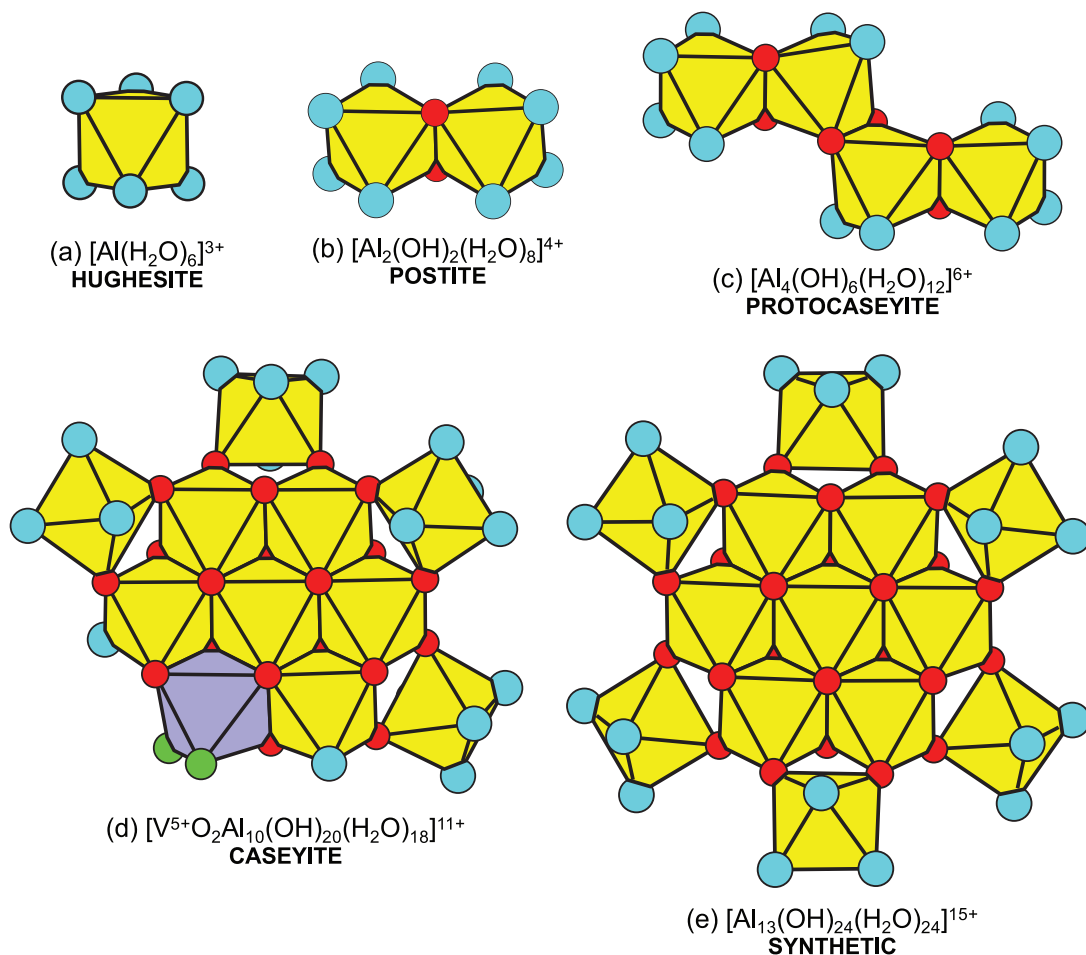 (a) [Al(H₂O)₆]³⁺
HUGHESITE
(b) [Al₂(OH)₂(H₂O)₈]⁴⁺
POSTITE
(c) [Al₄(OH)₆(H₂O)₁₂]⁶⁺
PROTOCASEYITE
(d) [V⁵⁺O₂Al₁₀(OH)₂₀(H₂O)₁₈]¹¹⁺
CASEYITE
(e) [Al₁₃(OH)₂₄(H₂O)₂₄]¹⁵⁺
SYNTHETIC